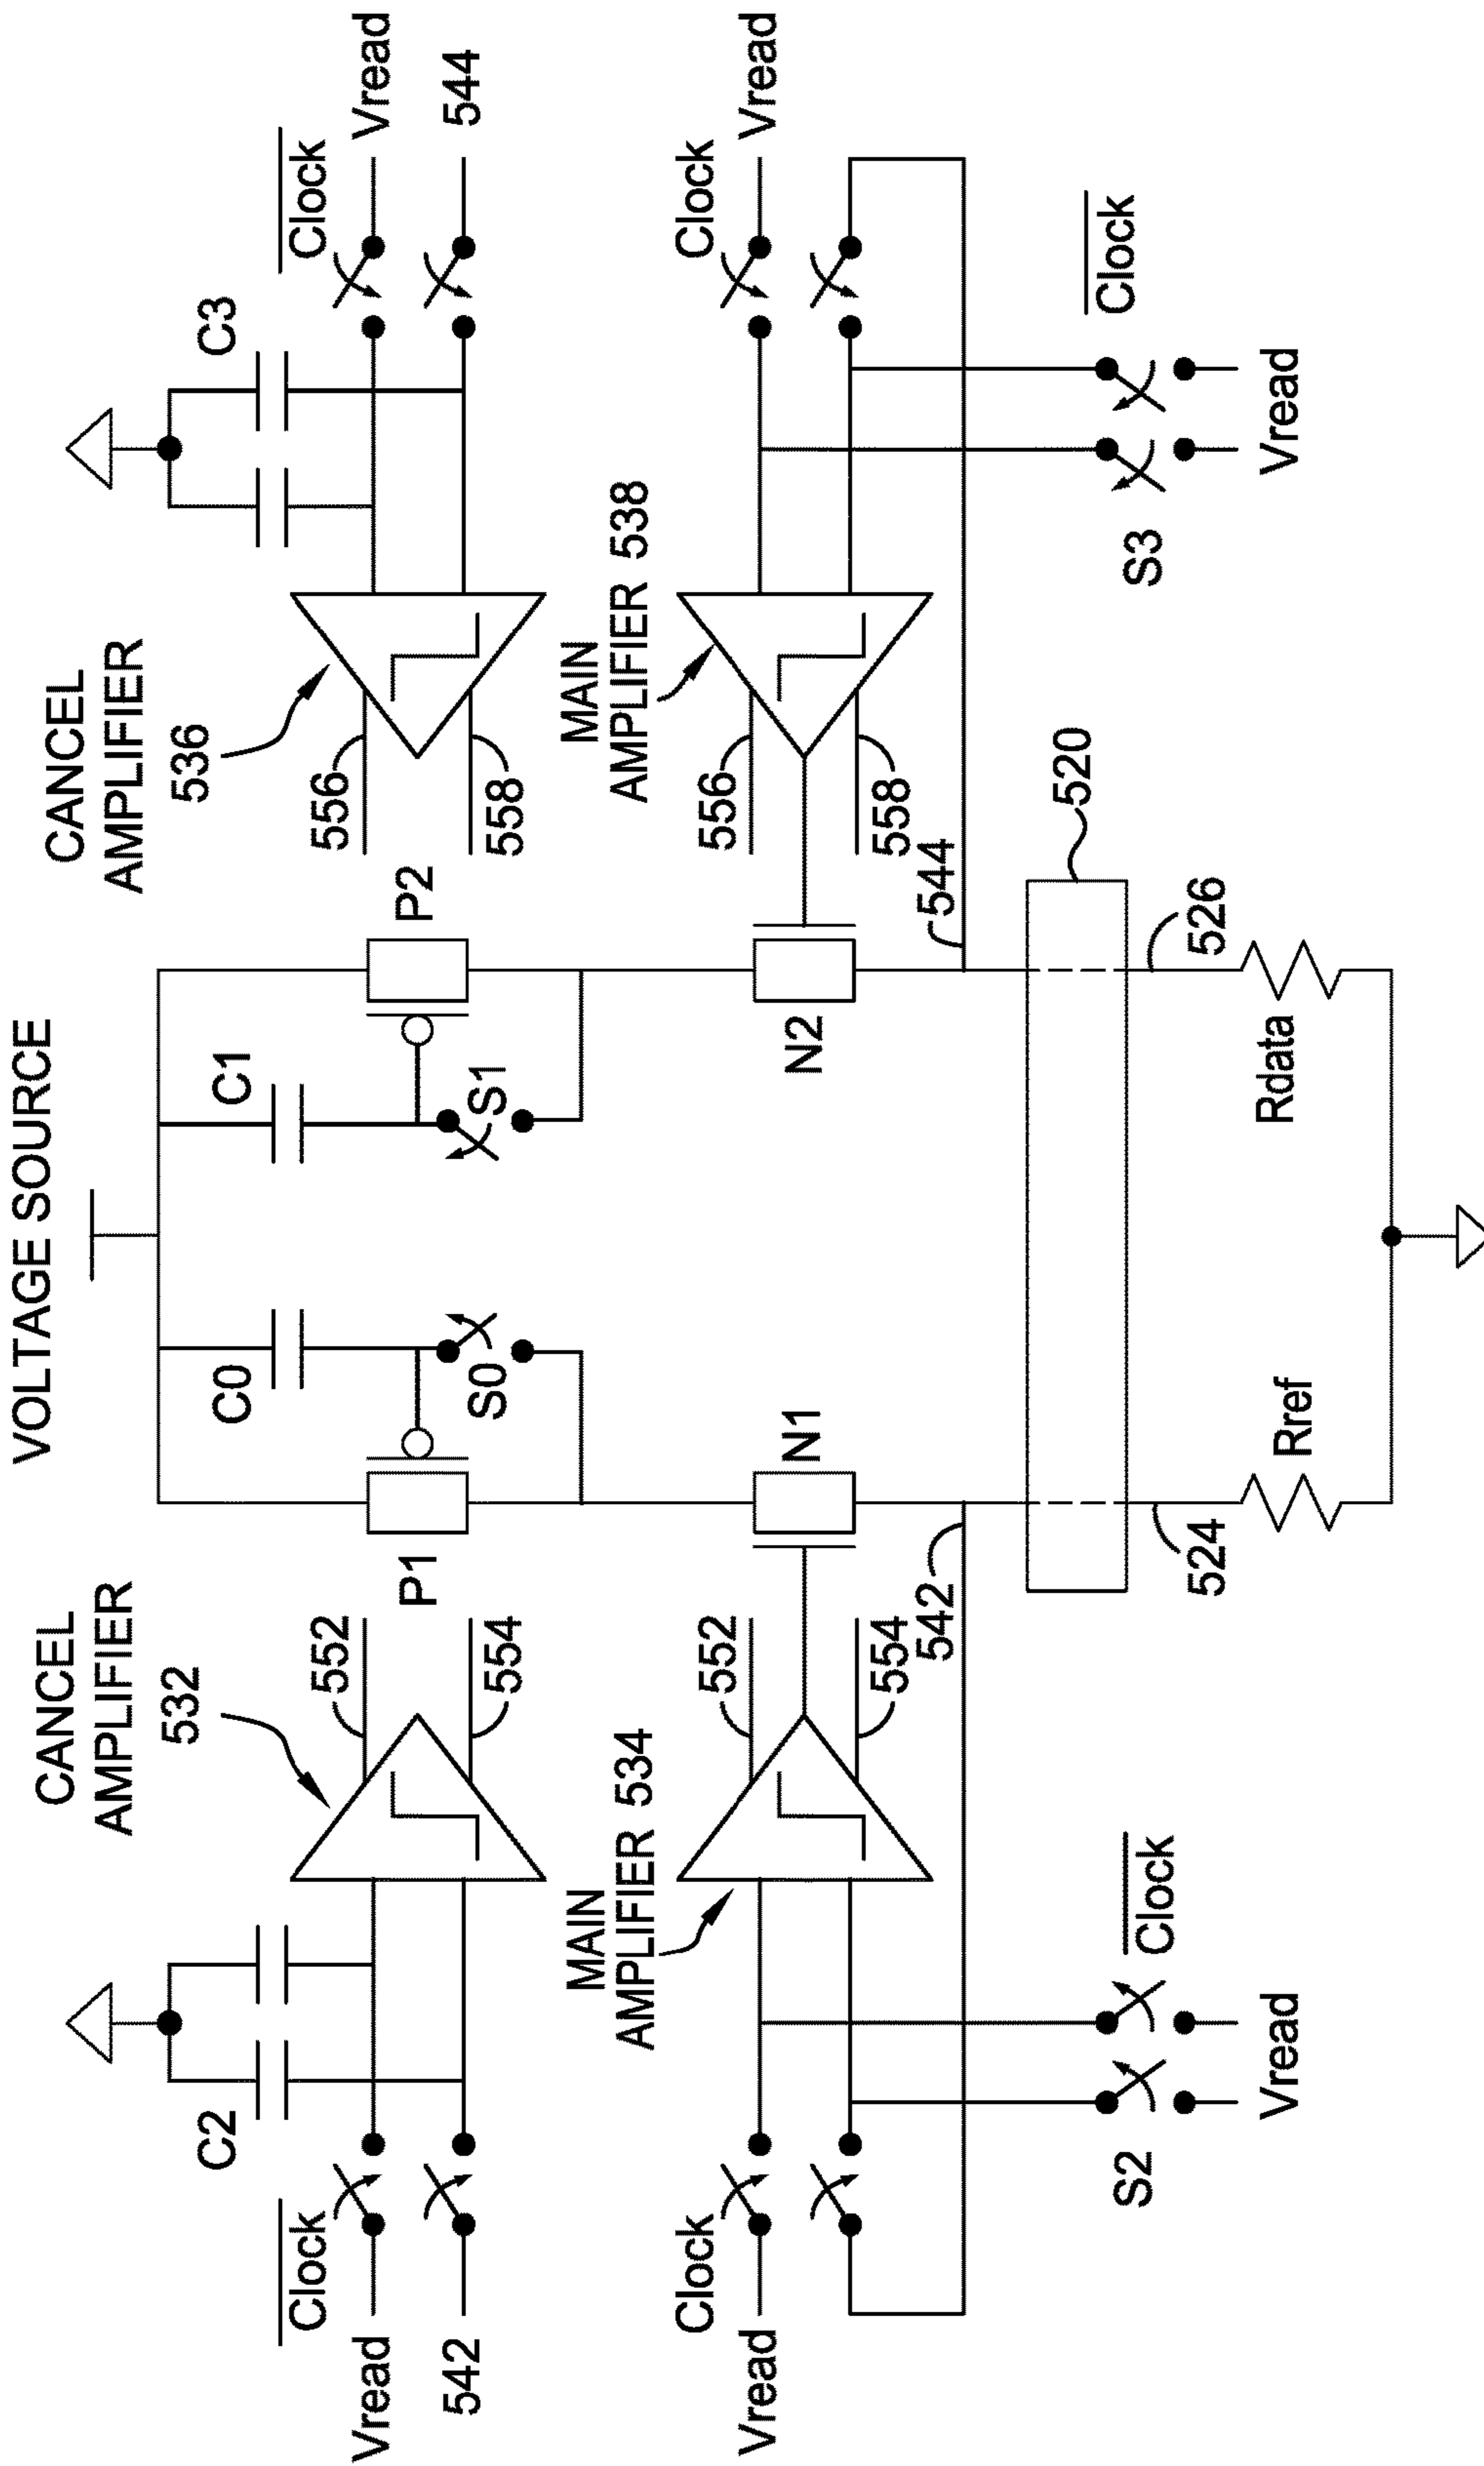 VOLTAGE SOURCE
CANCEL
AMPLIFIER
532
CANCEL
AMPLIFIER
536
C2
C0
C1
C3
Clock
Vread
542
552
554
P1
S0
S1
P2
556
558
Clock
Vread
544
MAIN
AMPLIFIER 534
MAIN
AMPLIFIER 538
Clock
Vread
552
554
N1
N2
556
558
Clock
Vread
542
544
520
S2
Clock
Vread
524
Rref
Rdata
526
S3
Clock
Vread